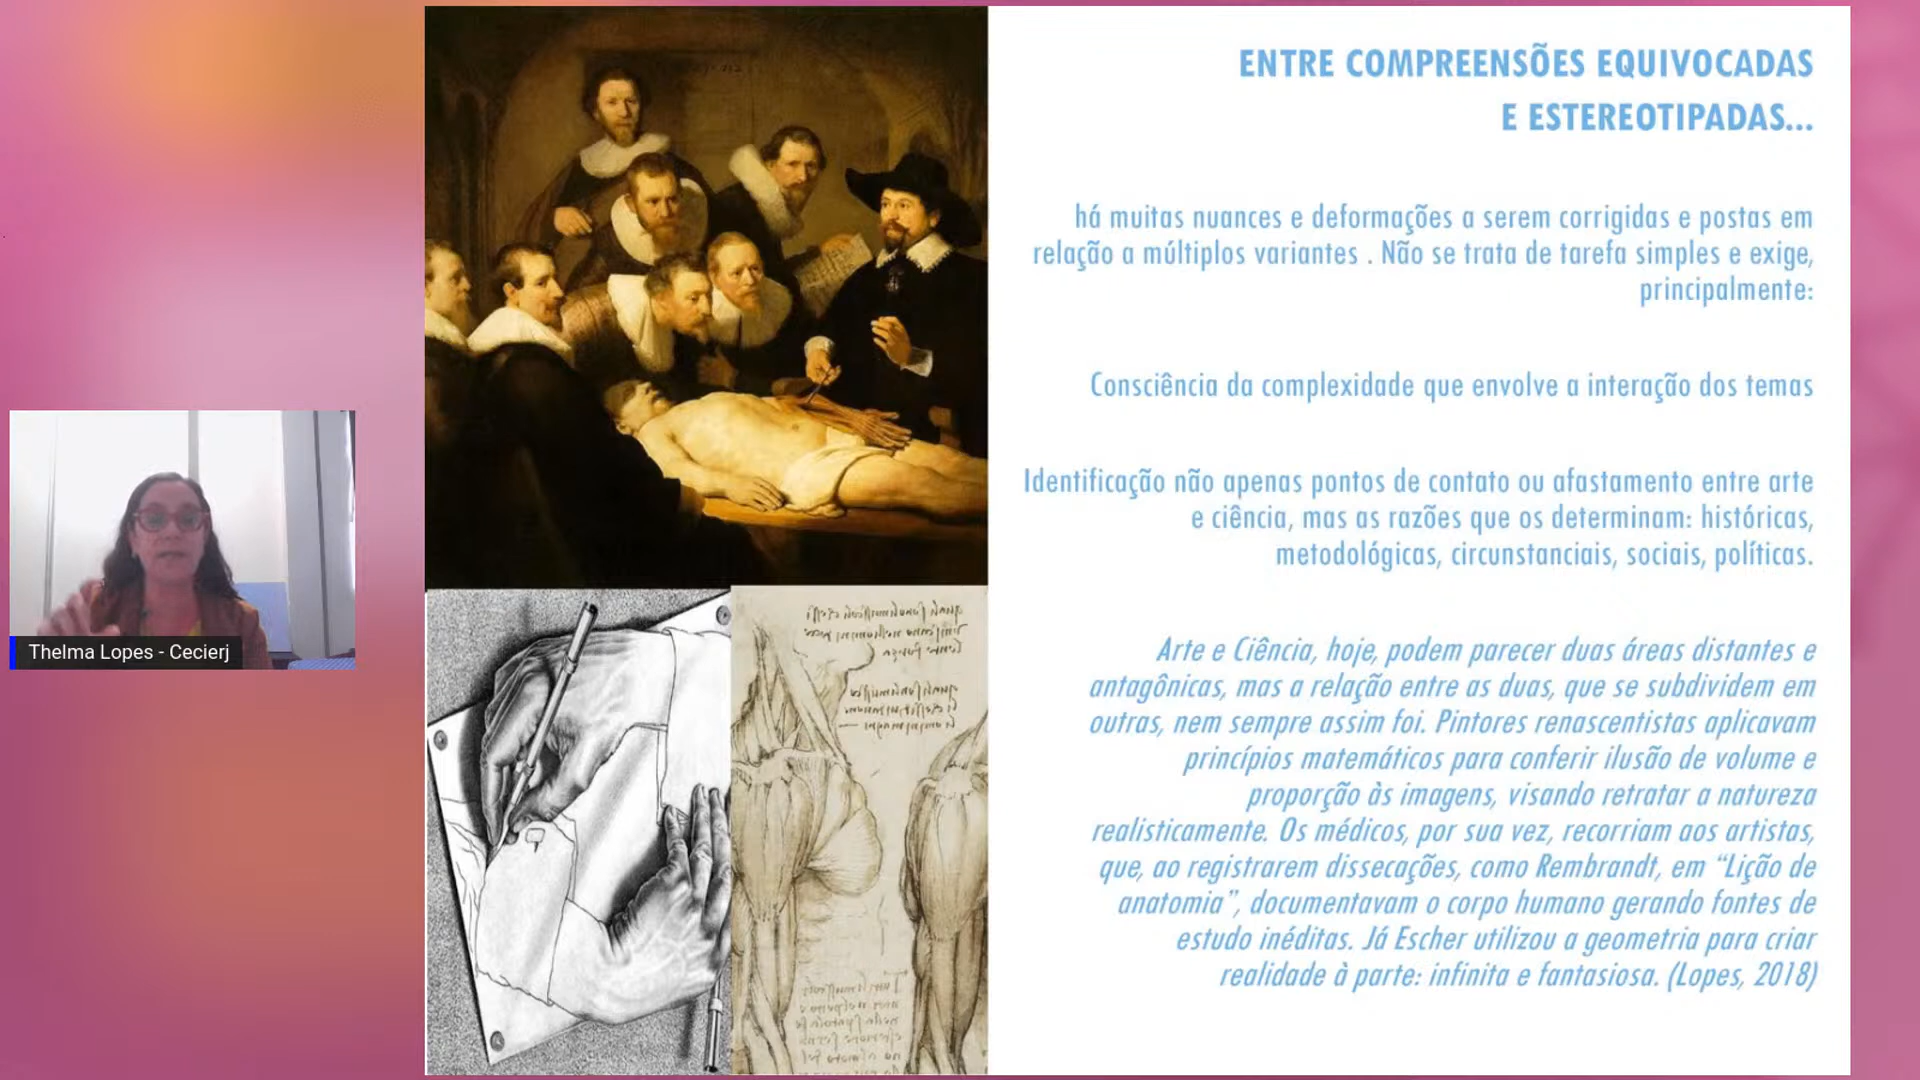 ENTRE COMPREENSÕES EQUIVOCADAS
E ESTEREOTIPADAS...
há muitas nuances e deformações a serem corrigidas e postas em
relação a múltiplos variantes . Não se trata de tarefa simples e exige,
principalmente:
Consciência da complexidade que envolve a interação dos temas
Identificação não apenas pontos de contato ou afastamento entre arte
e ciência, mas as razões que os determinam: históricas,
metodológicas, circunstanciais, sociais, políticas.
Arte e Ciência, hoje, podem parecer duas áreas distantes e
antagônicas, mas a relação entre as duas, que se subdividem em
outras, nem sempre assim foi. Pintores renascentistas aplicavam
princípios matemáticos para conferir ilusão de volume e
proporção às imagens, visando retratar a natureza
realisticamente. Os médicos, por sua vez, recorriam aos artistas,
que, ao registrarem dissecações, como Rembrandt, em “Lição de
anatomia”, documentavam o corpo humano gerando fontes de
estudo inéditas. Já Escher utilizou a geometria para criar
realidade à parte: infinita e fantasiosa. (Lopes, 2018)
Thelma Lopes - Cecierj